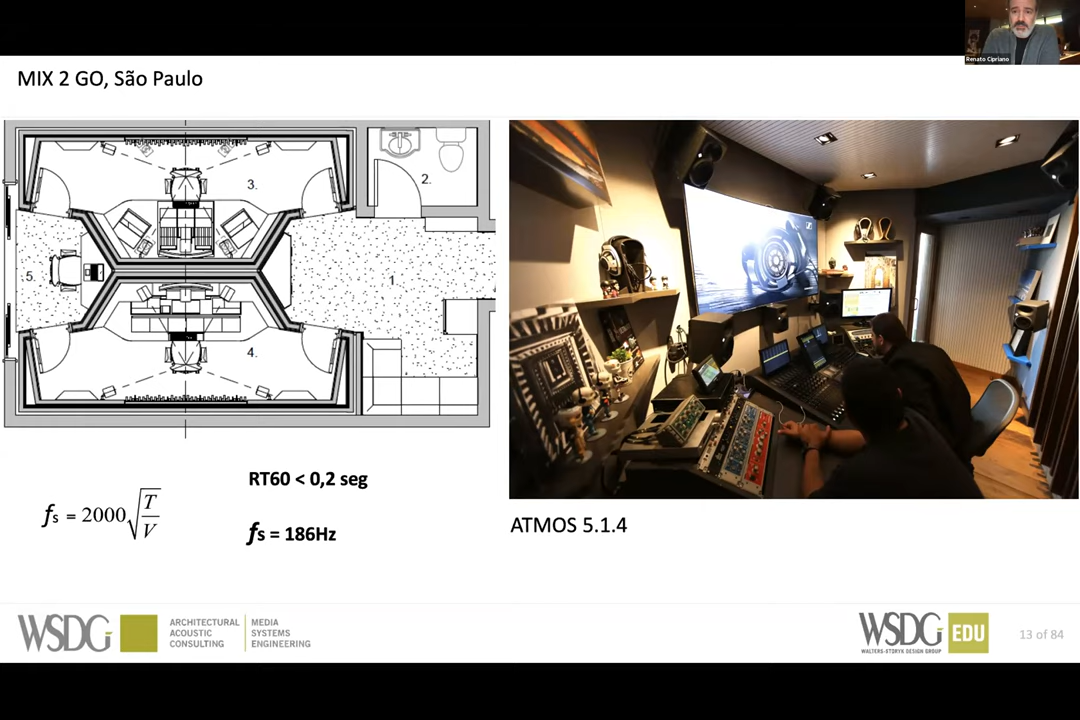 Renato Cipriano
MIX 2 GO, São Paulo
3.
2.
5.
1
4.
RT60 < 0,2 seg
fs = 2000√T/V
fs = 186Hz
ATMOS 5.1.4
WSDG
ARCHITECTURAL
ACOUSTIC
CONSULTING
MEDIA
SYSTEMS
ENGINEERING
WSDG EDU
WALTERS-STORYK DESIGN GROUP
13 of 84